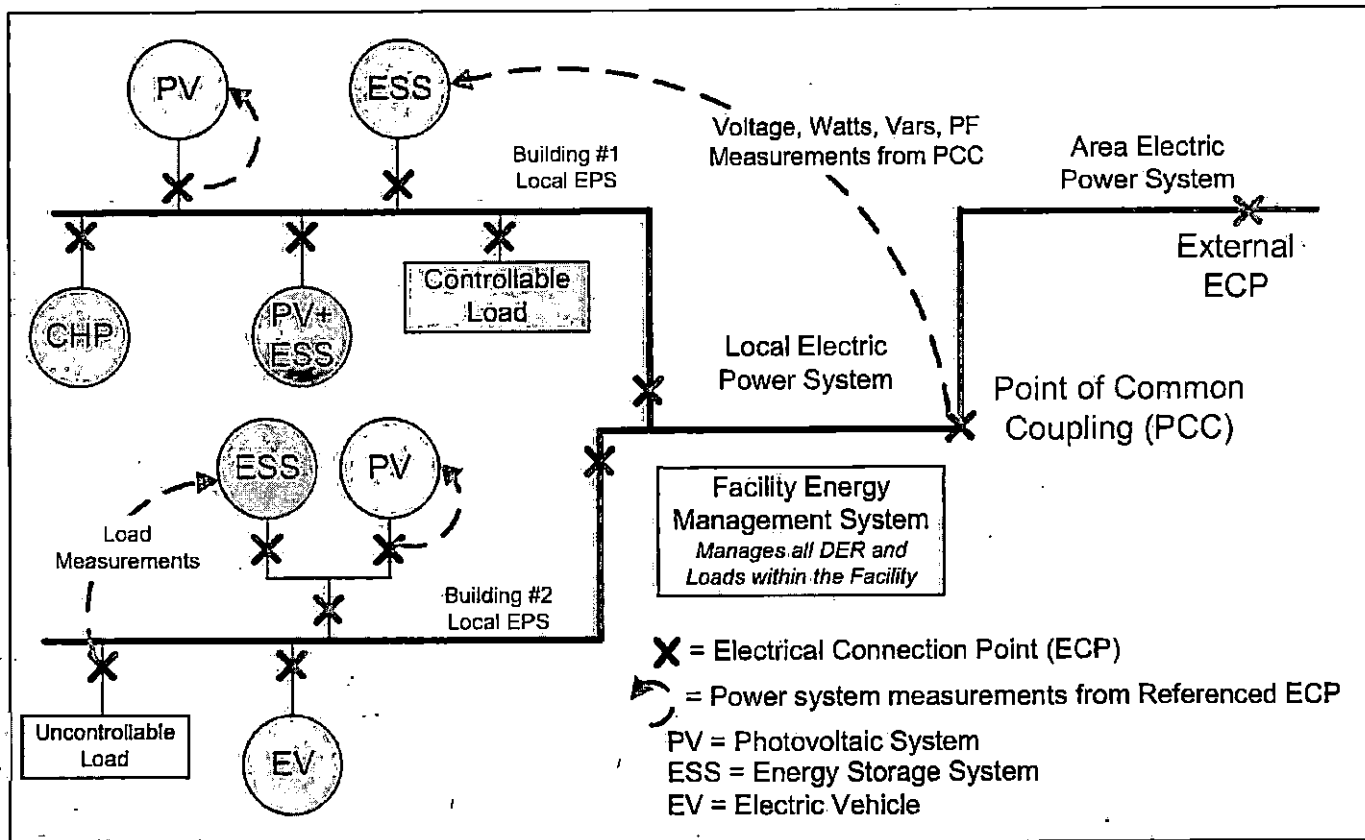 PV
ESS
Voltage, Watts, Vars, PF
Measurements from PCC
Area Electric
Power System
Building #1
Local EPS
External
ECP
CHP
PV+
ESS
Controllable
Load
Local Electric
Power System
Point of Common
Coupling (PCC)
ESS
PV
Facility Energy
Management System
Manages all DER and
Loads within the Facility
Load
Measurements
Building #2
Local EPS
Uncontrollable
Load
EV
X = Electrical Connection Point (ECP)
= Power system measurements from Referenced ECP
PV = Photovoltaic System
ESS = Energy Storage System
EV = Electric Vehicle